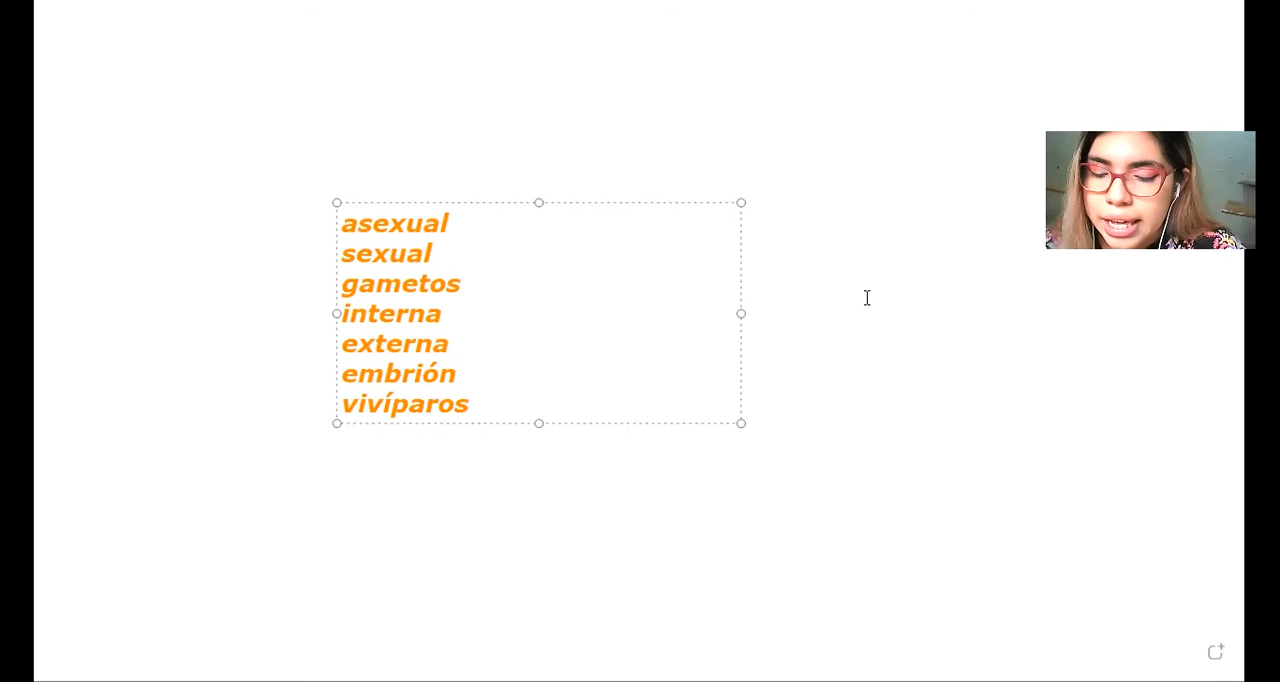 asexual
sexual
gametos
interna
externa
embrión
vivíparos